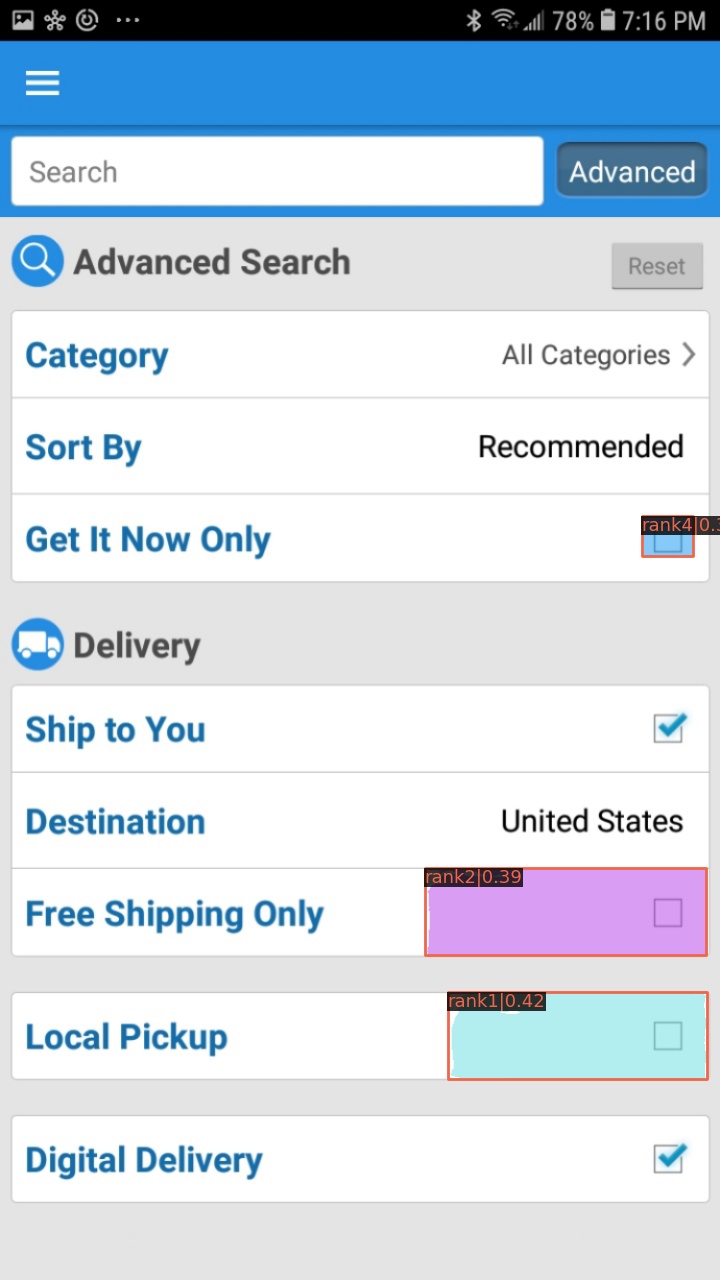 78% 7:16 PM
Search Advanced
Advanced Search Reset
Category All Categories
Sort By Recommended
rank4|0.3
Get It Now Only
Delivery
Ship to You
Destination United States
rank2|0.39
Free Shipping Only
rank1|0.42
Local Pickup
Digital Delivery